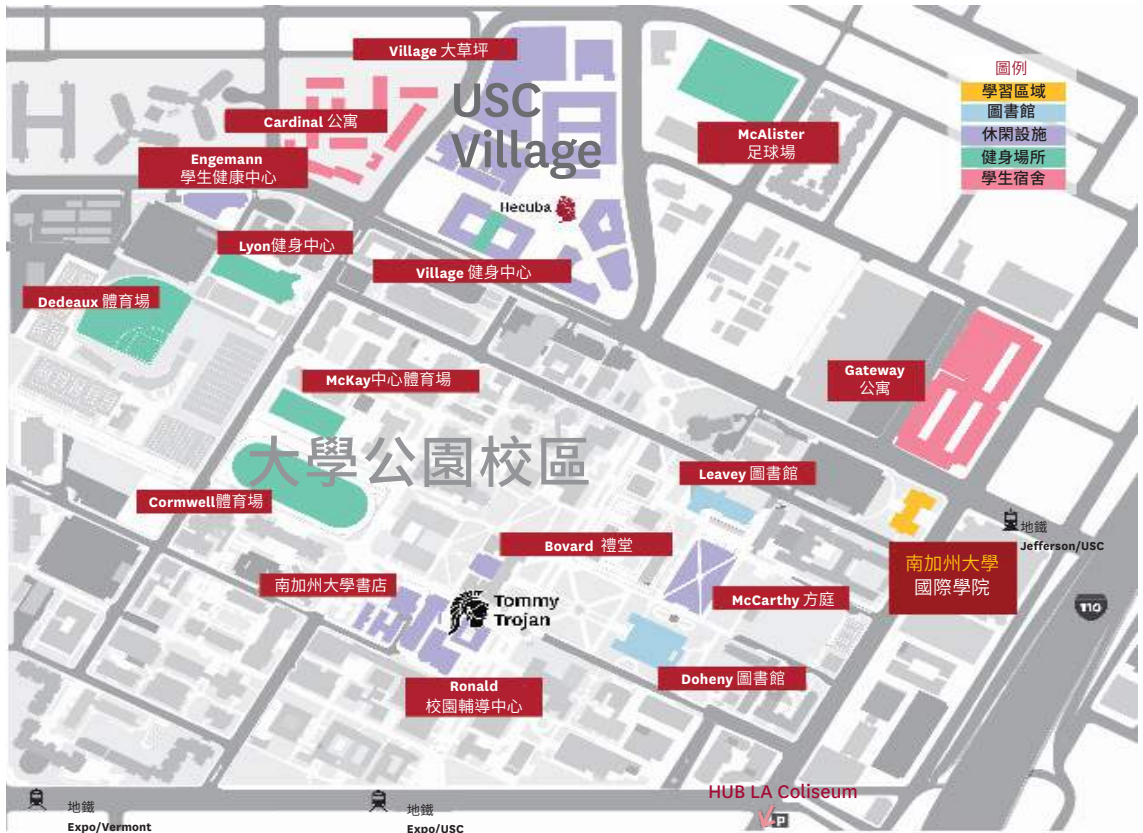 Village 大草坪
圖例
學習區域
圖書館
休閑設施
健身場所
學生宿舍
USC
Village
Cardinal 公寓
McAlister
足球場
Engemann
學生健康中心
Hecuba
Lyon健身中心
Village 健身中心
Dedeaux 體育場
McKay中心體育場
Gateway
公寓
大學公園校區
Leavey 圖書館
Cormwell體育場
地鐵
Jefferson/USC
Bovard 禮堂
南加州大學
國際學院
南加州大學書店
Tommy
Trojan
McCarthy 方庭
110
Doheny 圖書館
Ronald
校園輔導中心
HUB LA Coliseum
P
地鐵
Expo/Vermont
地鐵
Expo/USC